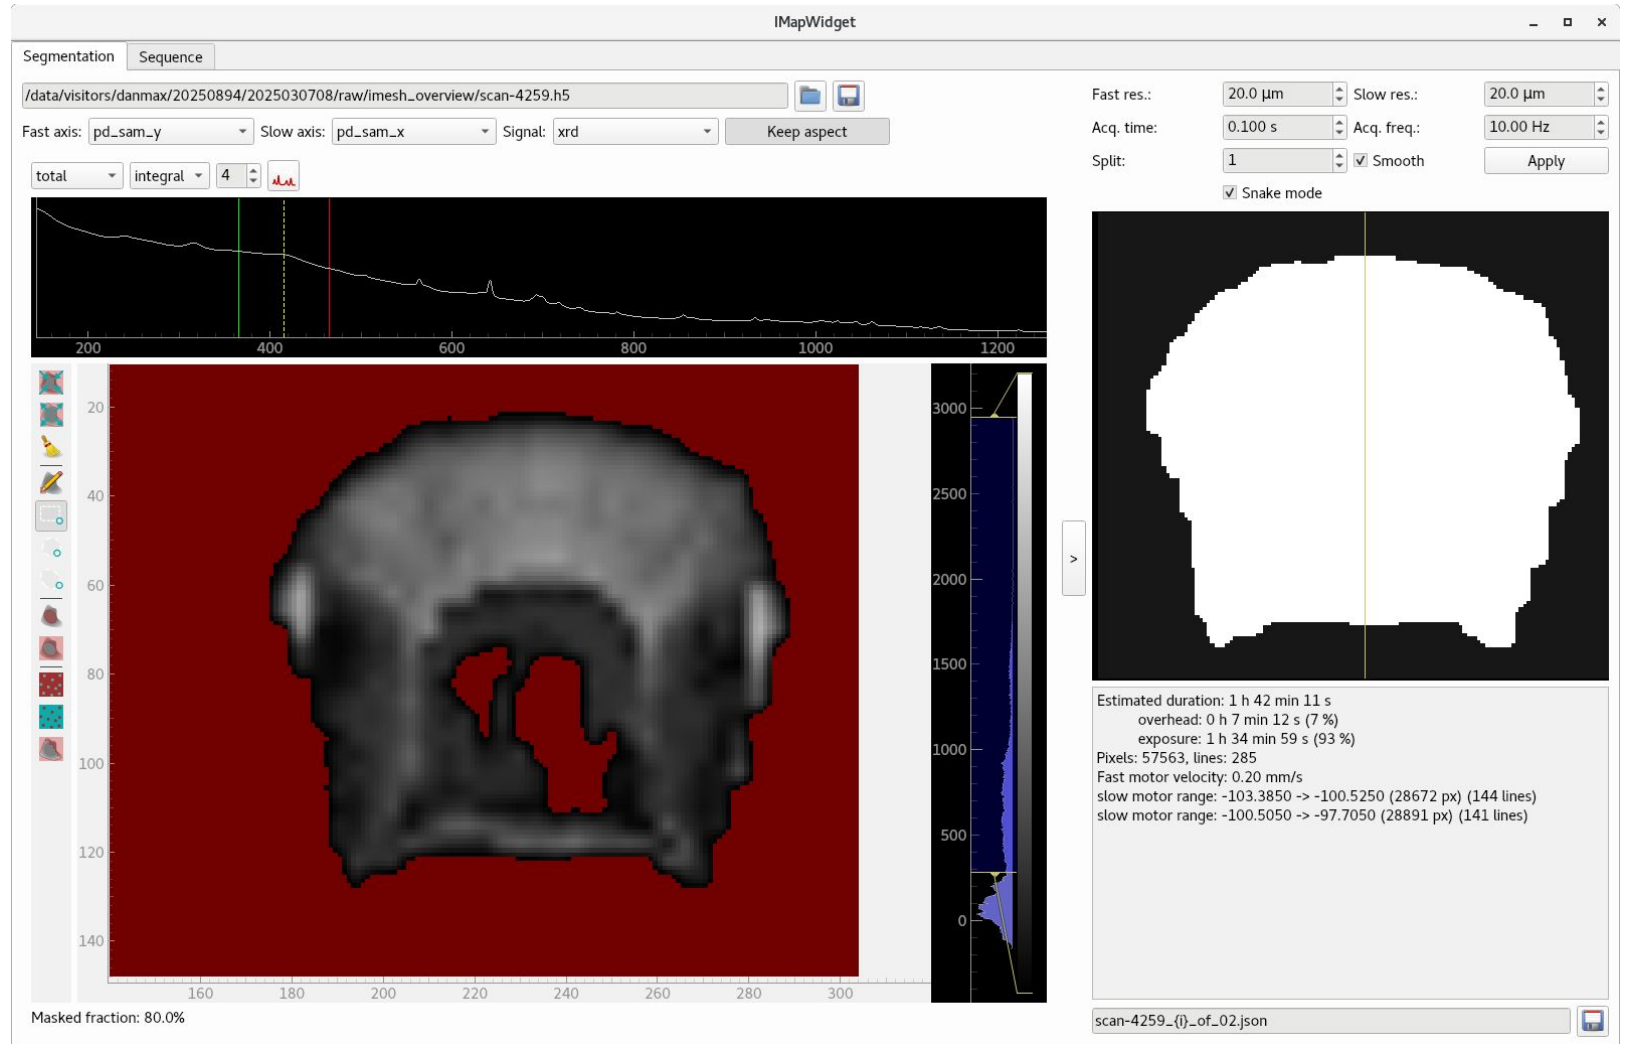 IMapWidget
Segmentation Sequence
/data/visitors/danmax/20250894/2025030708/raw/imesh_overview/scan-4259.h5
Fast axis: pd_sam_y Slow axis: pd_sam_x Signal: xrd Keep aspect
total integral 4
200 400 600 800 1000 1200
20
40
60
80
100
120
140
160 180 200 220 240 260 280 300
3000
2500
2000
1500
1000
500
0
Masked fraction: 80.0%
>
Fast res.: 20.0 µm Slow res.: 20.0 µm
Acq. time: 0.100 s Acq. freq.: 10.00 Hz
Split: 1 Smooth Apply
Snake mode
Estimated duration: 1 h 42 min 11 s
overhead: 0 h 7 min 12 s (7 %)
exposure: 1 h 34 min 59 s (93 %)
Pixels: 57563, lines: 285
Fast motor velocity: 0.20 mm/s
slow motor range: -103.3850 -> -100.5250 (28672 px) (144 lines)
slow motor range: -100.5050 -> -97.7050 (28891 px) (141 lines)
scan-4259_{i}_of_02.json